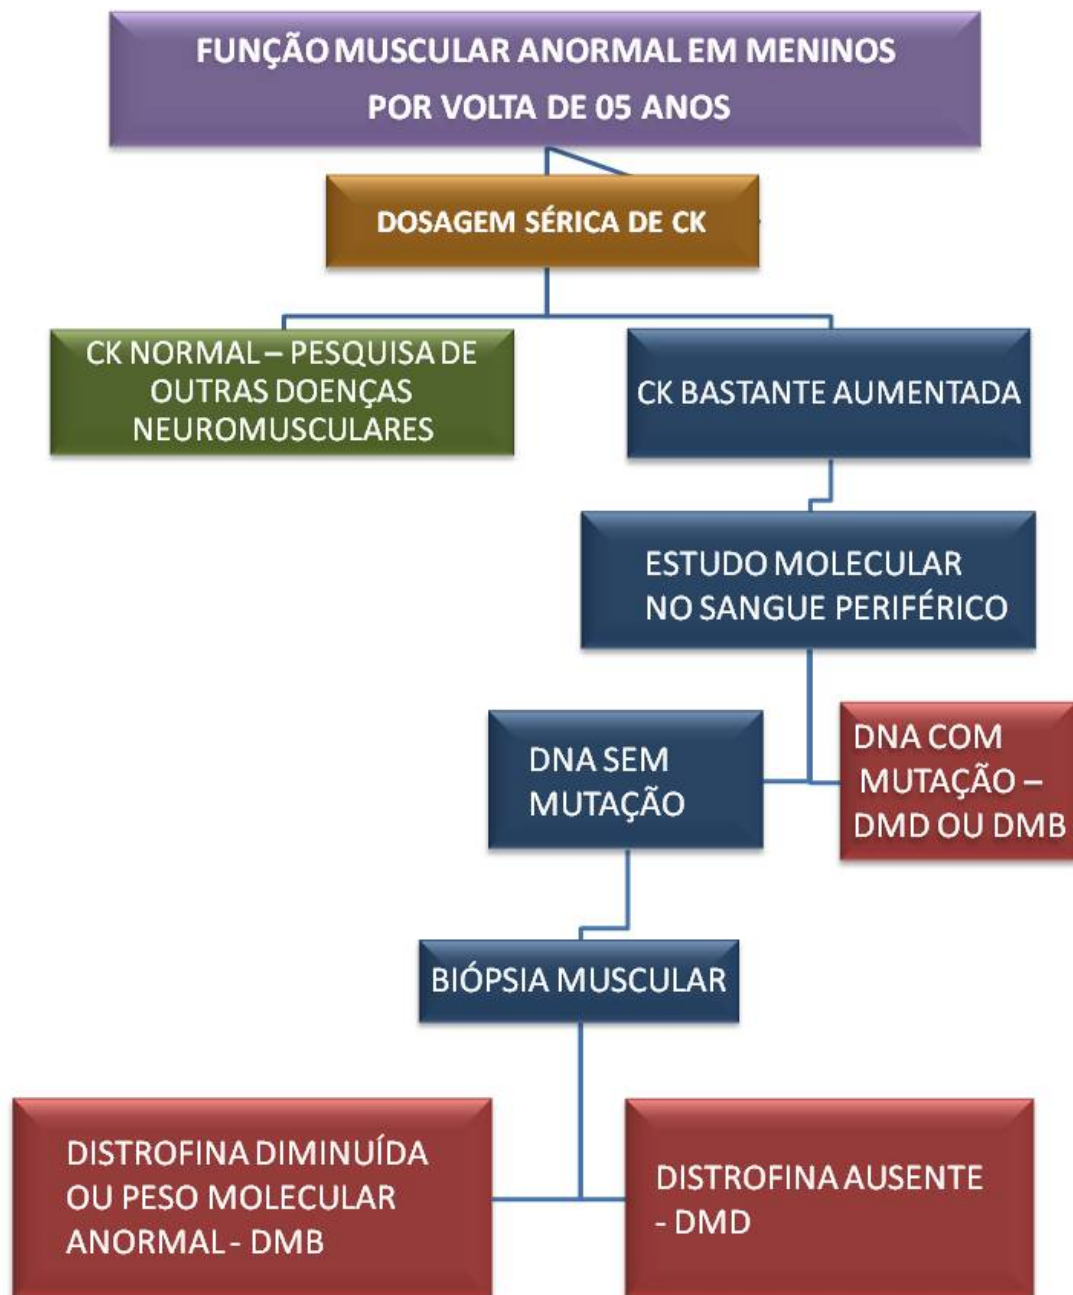 FUNÇÃO MUSCULAR ANORMAL EM MENINOS
POR VOLTA DE 05 ANOS
DOSAGEM SÉRICA DE CK
CK NORMAL – PESQUISA DE
OUTRAS DOENÇAS
NEUROMUSCULARES
CK BASTANTE AUMENTADA
ESTUDO MOLECULAR
NO SANGUE PERIFÉRICO
DNA SEM
MUTAÇÃO
DNA COM
MUTAÇÃO –
DMD OU DMB
BIÓPSIA MUSCULAR
DISTROFINA DIMINUÍDA
OU PESO MOLECULAR
ANORMAL - DMB
DISTROFINA AUSENTE
- DMD